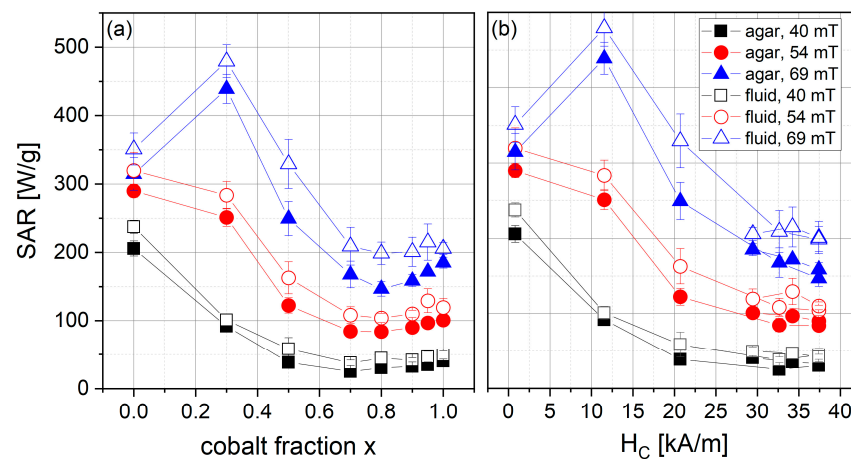 (a)
500
400
300
200
100
0
SAR [W/g]
0.0 0.2 0.4 0.6 0.8 1.0
cobalt fraction x
(b)
agar, 40 mT
agar, 54 mT
agar, 69 mT
fluid, 40 mT
fluid, 54 mT
fluid, 69 mT
0 5 10 15 20 25 30 35 40
H_C [kA/m]